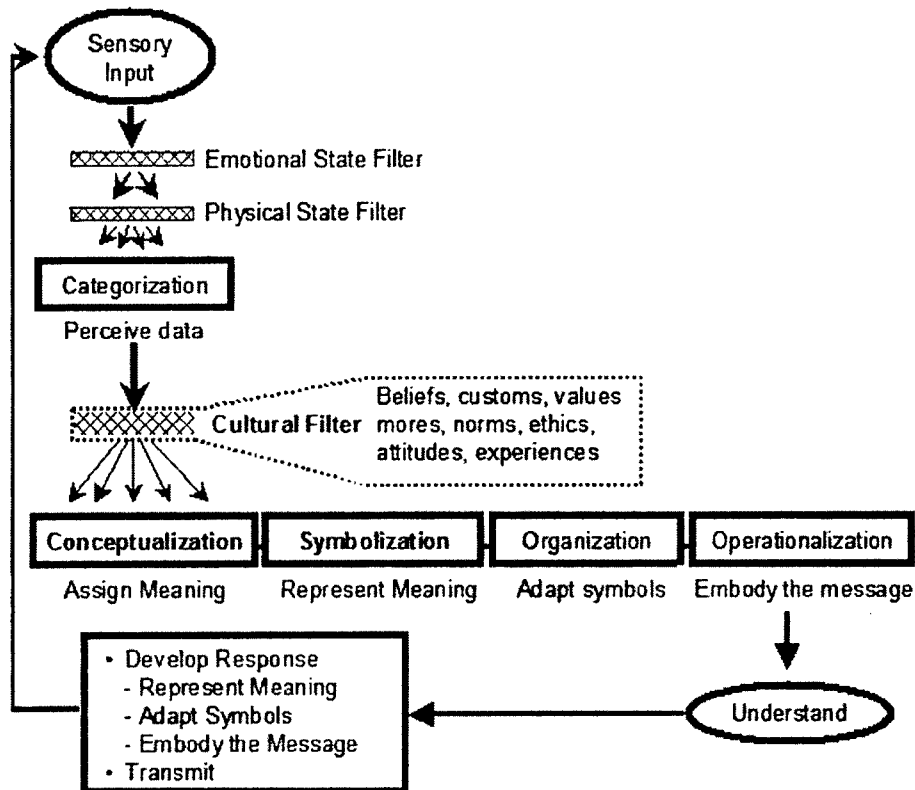 Sensory
Input
Emotional State Filter
Physical State Filter
Categorization
Perceive data
Cultural Filter
Beliefs, customs, values
mores, norms, ethics,
attitudes, experiences
Conceptualization
Symbolization
Organization
Operationalization
Assign Meaning
Represent Meaning
Adapt symbols
Embody the message
• Develop Response
- Represent Meaning
- Adapt Symbols
- Embody the Message
• Transmit
Understand